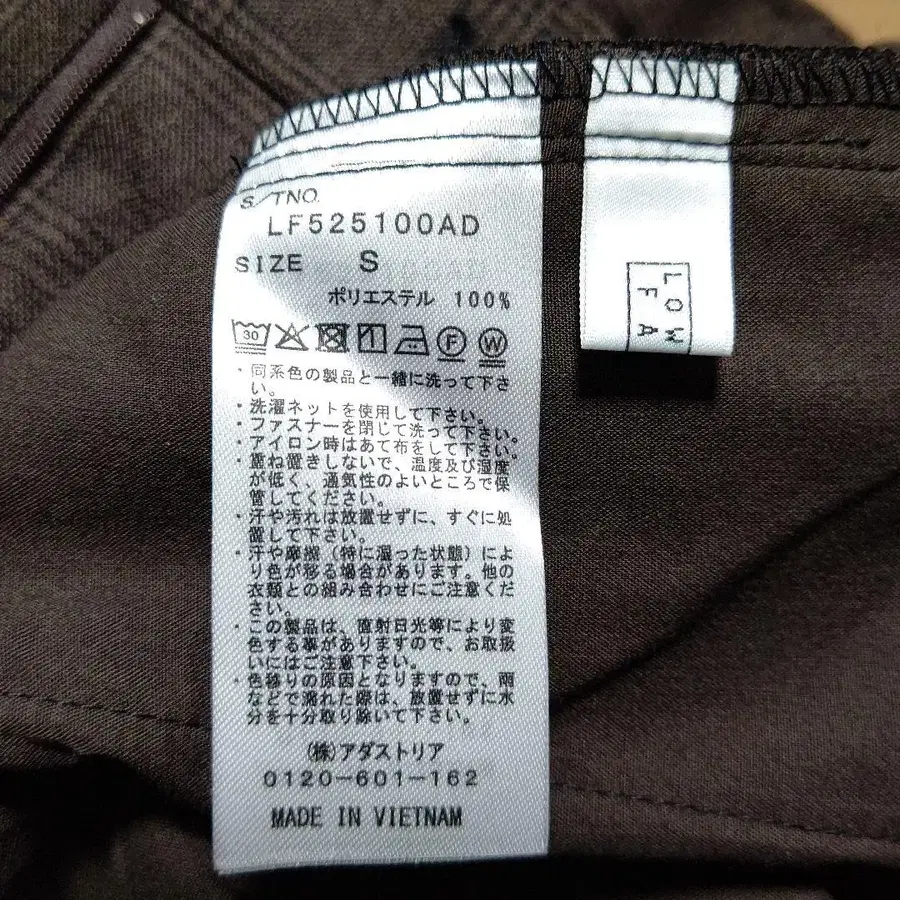 S/TNO.
LF525100AD
SIZE S
ポリエステル 100%
30
F
W
・同系色の製品と一緒に洗って下さ
い。
・洗濯ネットを使用して下さい。
・ファスナーを閉じて洗って下さい。
・アイロン時はあて布をして下さい。
・重ね置きしないで、温度及び湿度
が低く、通気性のよいところで保
管してください。
・汗や汚れは放置せずに、すぐに処
置して下さい。
・汗や摩擦（特に湿った状態）によ
り色が移る場合があります。他の
衣類との組み合わせにご注意くだ
さい。
・この製品は、直射日光等により変
色する事がありますので、お取扱
いにはご注意下さい。
・色移りの原因となりますので、雨
などで濡れた際は、放置せずに水
分を十分取り除いて下さい。
(株)アダストリア
0120-601-162
MADE IN VIETNAM
LOW
FA